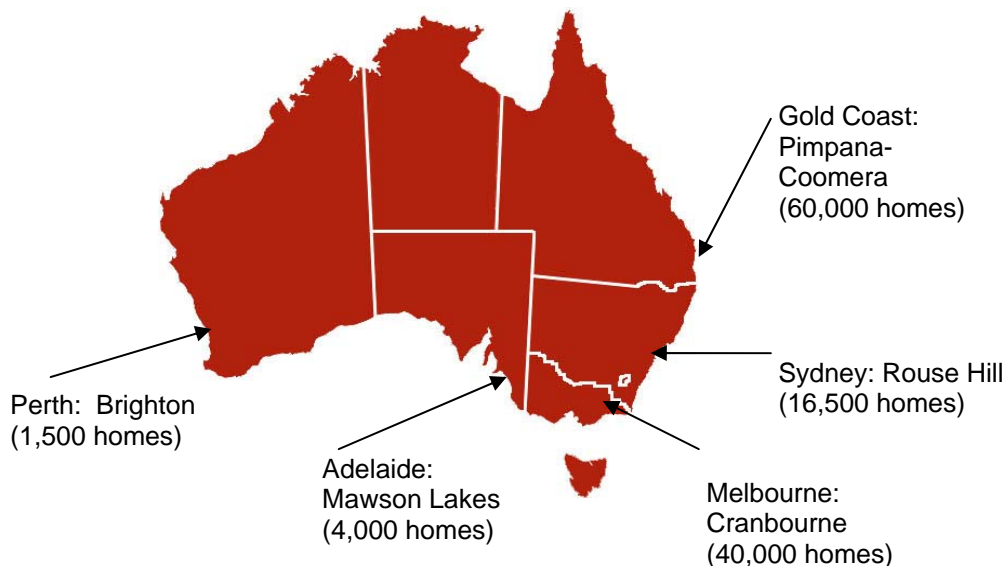 Gold Coast:
Pimpana-
Coomera
(60,000 homes)
Sydney: Rouse Hill
(16,500 homes)
Perth:  Brighton
(1,500 homes)
Adelaide:
Mawson Lakes
(4,000 homes)
Melbourne:
Cranbourne
(40,000 homes)